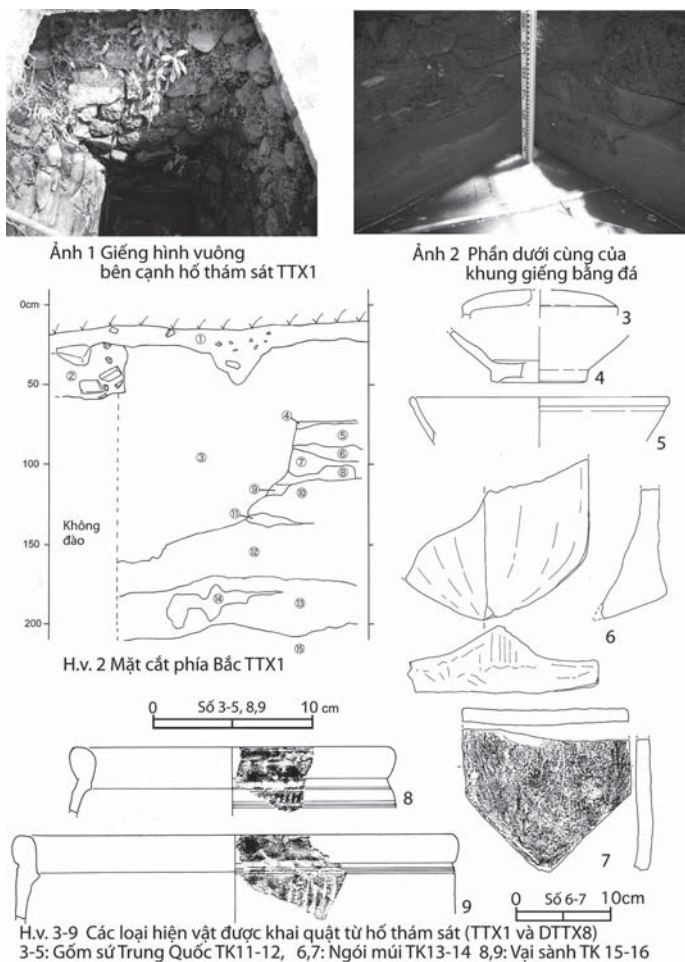 Ảnh 1 Giếng hình vuông
bên cạnh hố thám sát TTX1
Ảnh 2 Phần dưới cùng của
khung giếng bằng đá
0cm
50
100
150
200
①
②
③
④
⑤
⑥
⑦
⑧
⑨
⑩
⑪
⑫
⑬
⑭
⑮
Không
đào
H.v. 2 Mặt cắt phía Bắc TTX1
3
4
5
6
7
0 Số 3-5, 8,9 10 cm
8
9
0 Số 6-7 10cm
H.v. 3-9 Các loại hiện vật được khai quật từ hố thám sát (TTX1 và DTTX8)
3-5: Gốm sứ Trung Quốc TK11-12, 6,7: Ngói múi TK13-14 8,9: Vại sành TK 15-16